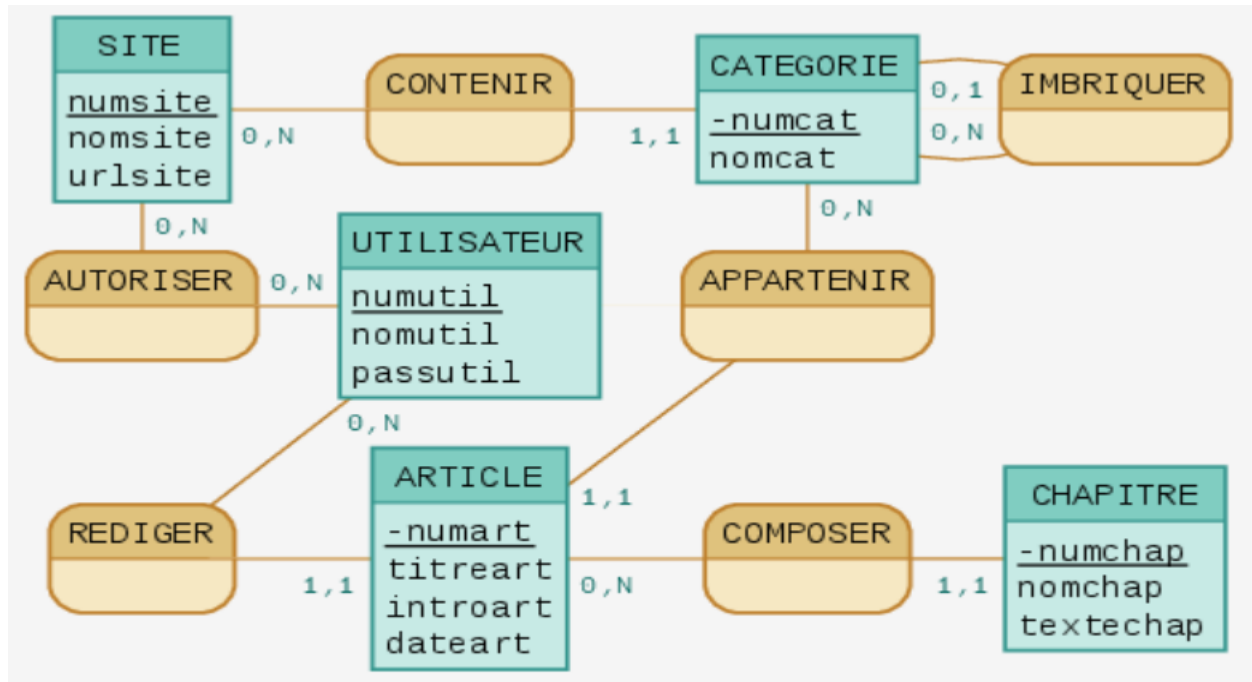 SITE
numsite
nomsite
urlsite
0,N
CONTENIR
1,1
CATEGORIE
-numcat
nomcat
0,1
0,N
IMBRIQUER
0,N
0,N
AUTORISER
0,N
UTILISATEUR
numutil
nomutil
passutil
APPARTENIR
0,N
REDIGER
1,1
ARTICLE
-numart
titreart
introart
dateart
1,1
0,N
COMPOSER
1,1
CHAPITRE
-numchap
nomchap
textechap